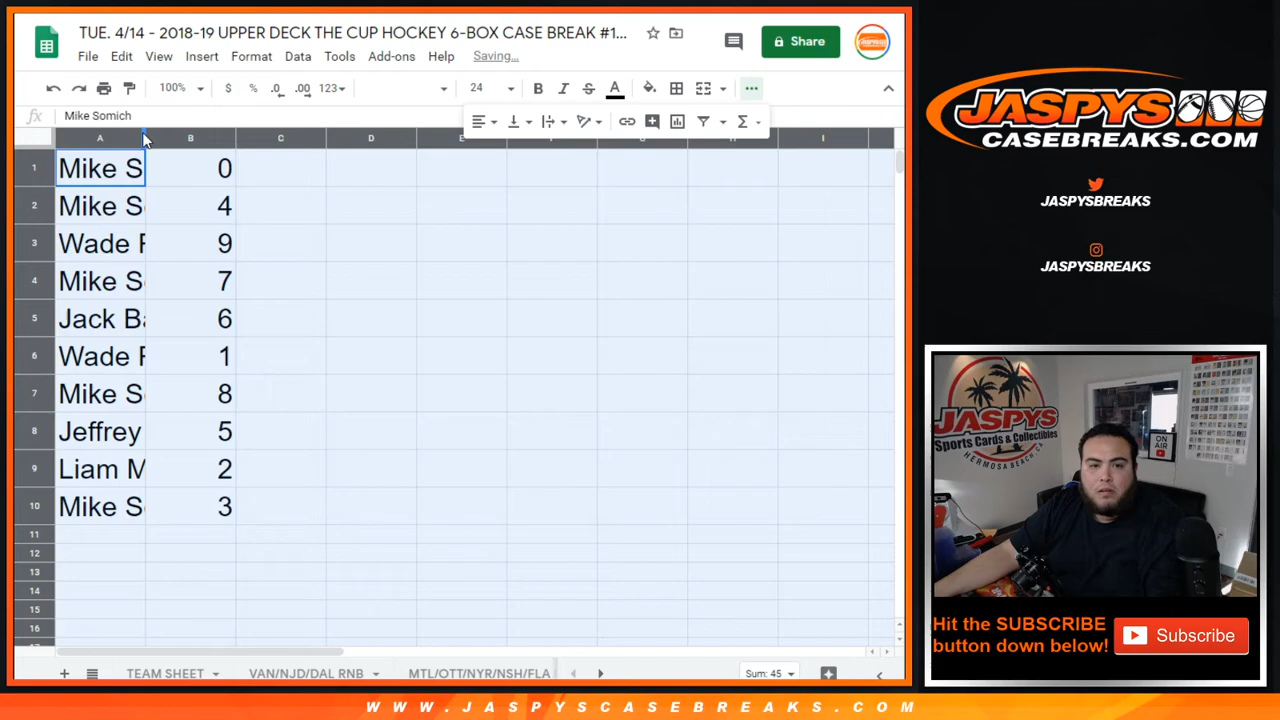 TUE. 4/14 - 2018-19 UPPER DECK THE CUP HOCKEY 6-BOX CASE BREAK #1...
Share
File Edit View Insert Format Data Tools Add-ons Help Saving...
100% $ % .0 .00 123 24 B I S A
fx Mike Somich
A B C D H I
1 Mike S 0
2 Mike S 4
3 Wade 9
4 Mike S 7
5 Jack Ba 6
6 Wade 1
7 Mike S 8
8 Jeffrey 5
9 Liam M 2
10 Mike S 3
11
12
13
14
15
16
TEAM SHEET VAN/NJD/DAL RNB MTL/OTT/NYR/NSH/FLA Sum: 45
JASPYS
CASEBREAKS.COM
JASPYSBREAKS
JASPYSBREAKS
JASPYS
Sports Cards & Collectibles
HERMOSA BEACH, CA
ON AIR
Hit the SUBSCRIBE
button down below!
Subscribe
WWW.JASPYSCASEBREAKS.COM